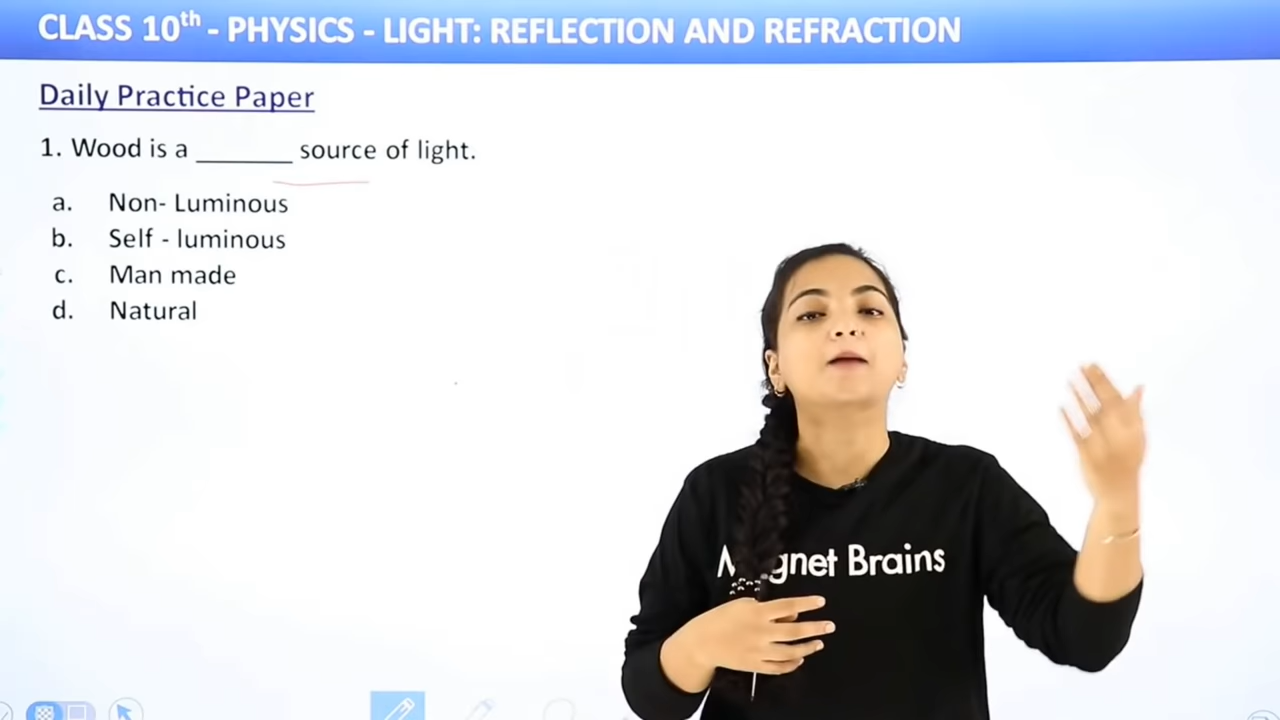 CLASS 10th - PHYSICS - LIGHT: REFLECTION AND REFRACTION
Daily Practice Paper
1. Wood is a _______ source of light.
a. Non- Luminous
b. Self - luminous
c. Man made
d. Natural
Magnet Brains